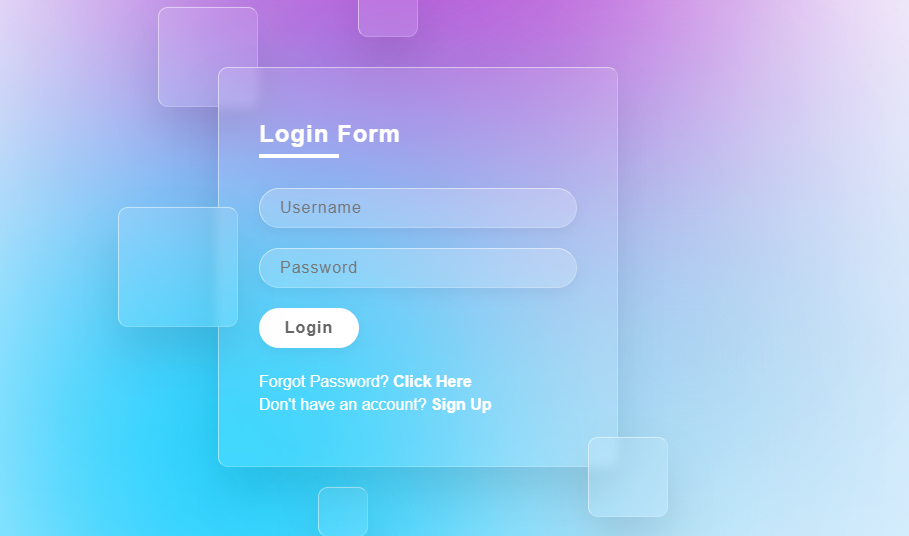 Login Form
Username
Password
Login
Forgot Password? Click Here
Don't have an account? Sign Up